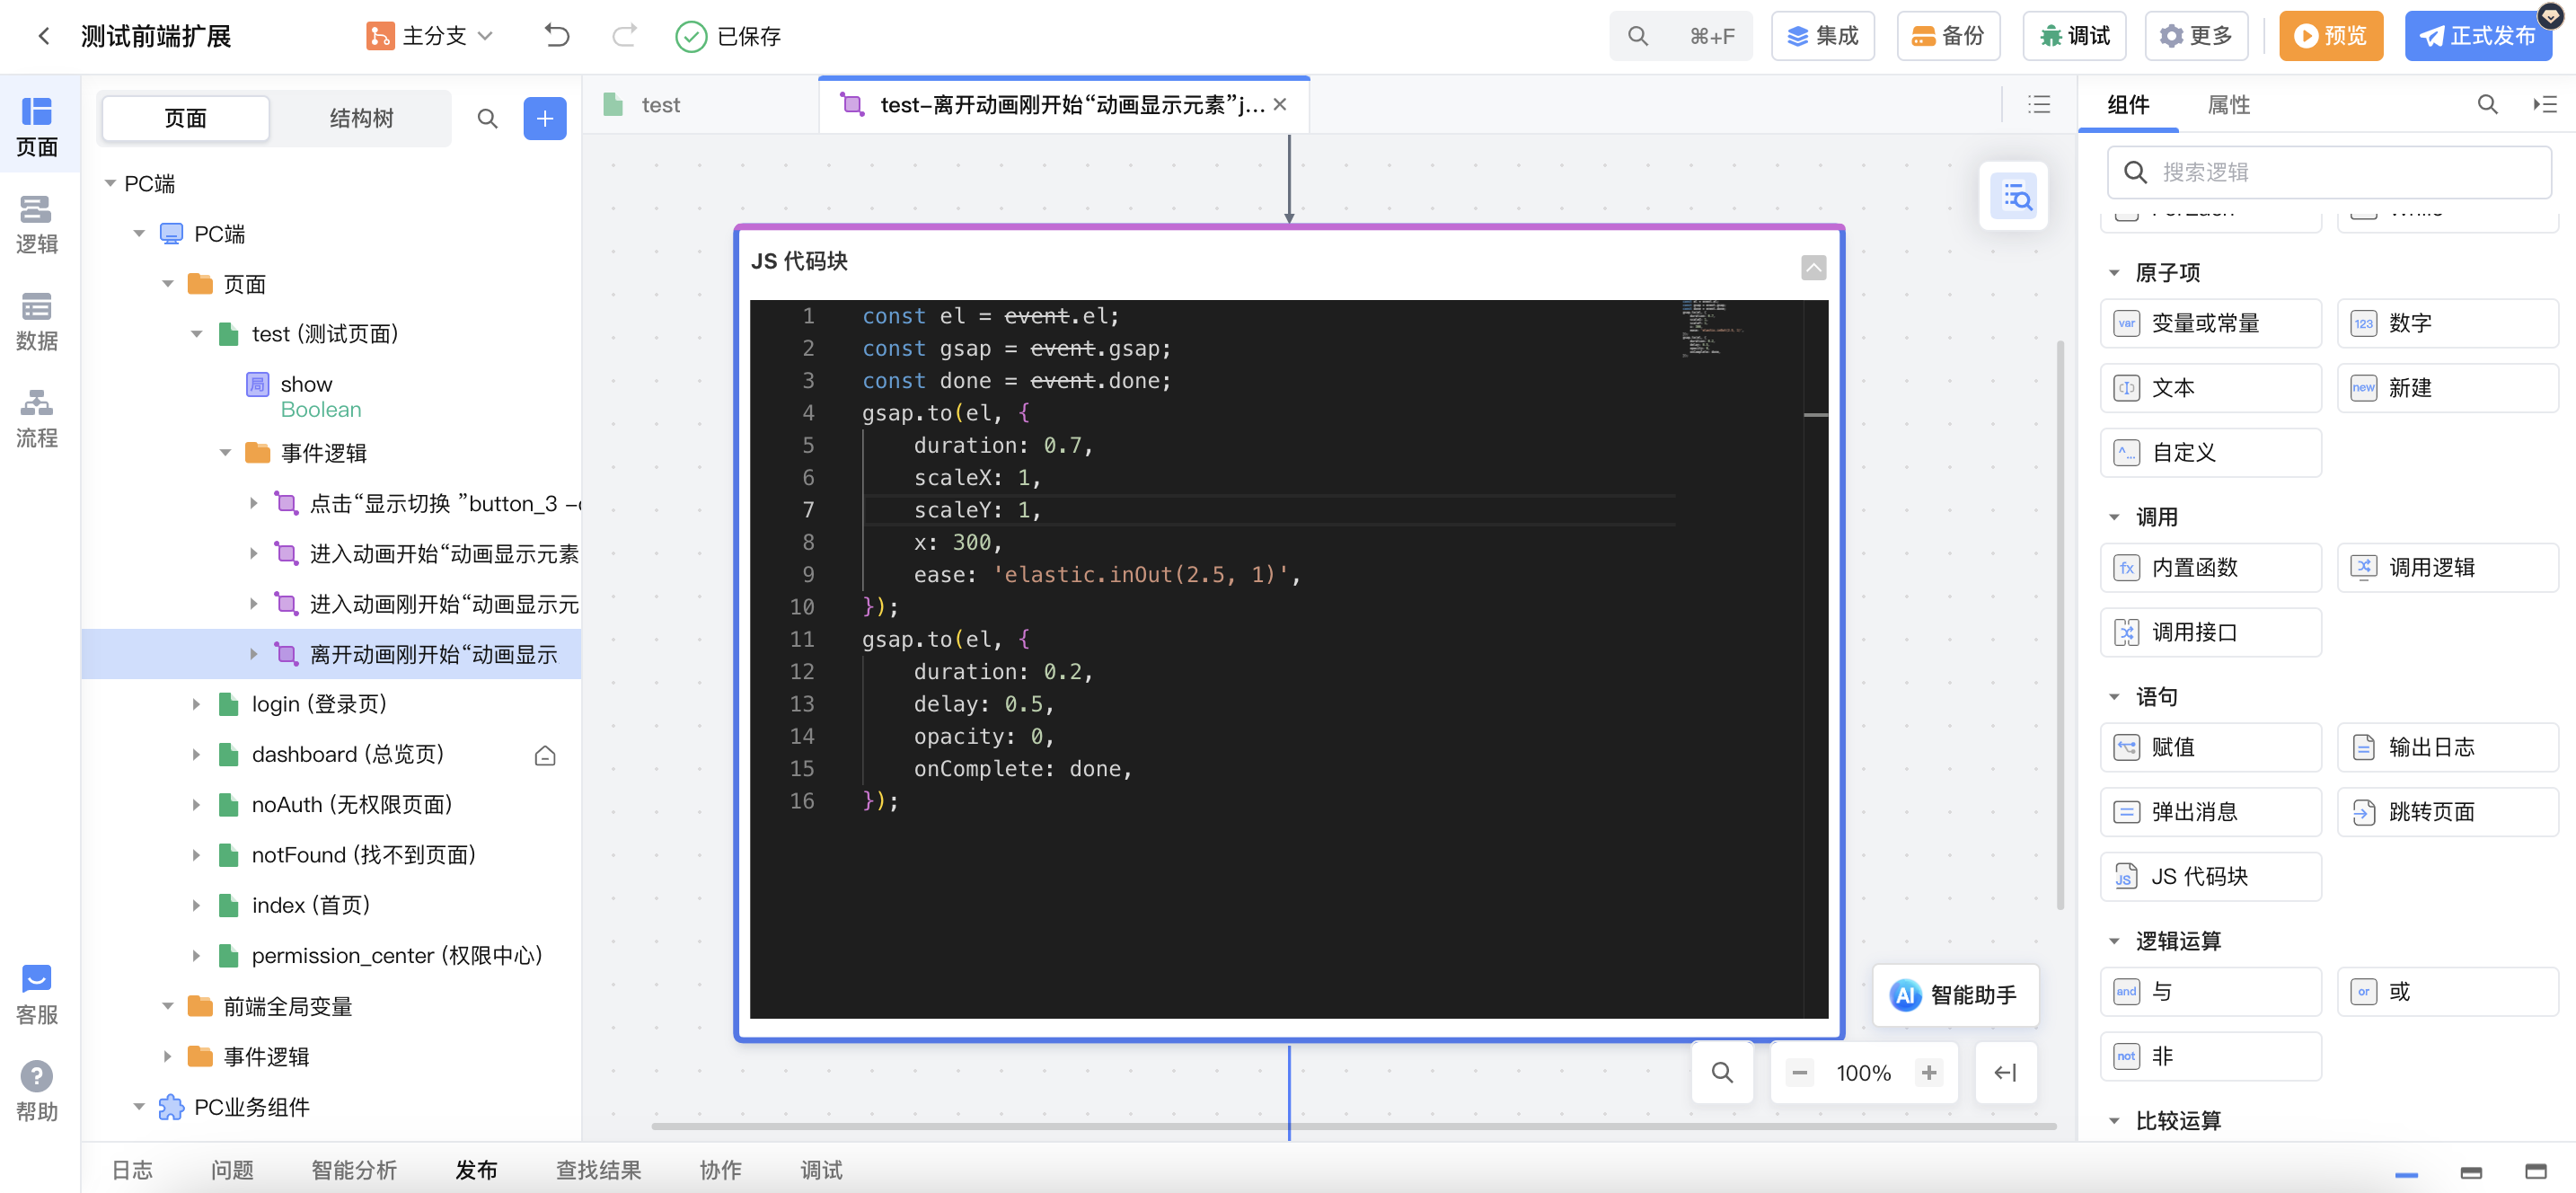 测试前端扩展
主分支
已保存
⌘+F
集成
备份
调试
更多
预览
正式发布
页面
逻辑
数据
流程
客服
帮助
页面
结构树
PC端
PC端
页面
test (测试页面)
局 show
Boolean
事件逻辑
点击“显示切换 ”button_3 –
进入动画开始“动画显示元素
进入动画刚开始“动画显示元
离开动画刚开始“动画显示
login (登录页)
dashboard (总览页)
noAuth (无权限页面)
notFound (找不到页面)
index (首页)
permission_center (权限中心)
前端全局变量
事件逻辑
PC业务组件
test
test–离开动画刚开始“动画显示元素”j...
JS 代码块
1 const el = event.el;
2 const gsap = event.gsap;
3 const done = event.done;
4 gsap.to(el, {
5 duration: 0.7,
6 scaleX: 1,
7 scaleY: 1,
8 x: 300,
9 ease: 'elastic.inOut(2.5, 1)',
10 });
11 gsap.to(el, {
12 duration: 0.2,
13 delay: 0.5,
14 opacity: 0,
15 onComplete: done,
16 });
AI 智能助手
100%
组件
属性
搜索逻辑
原子项
var 变量或常量
123 数字
文本
new 新建
自定义
调用
fx 内置函数
调用逻辑
调用接口
语句
赋值
输出日志
弹出消息
跳转页面
JS JS 代码块
逻辑运算
and 与
or 或
not 非
比较运算
日志
问题
智能分析
发布
查找结果
协作
调试